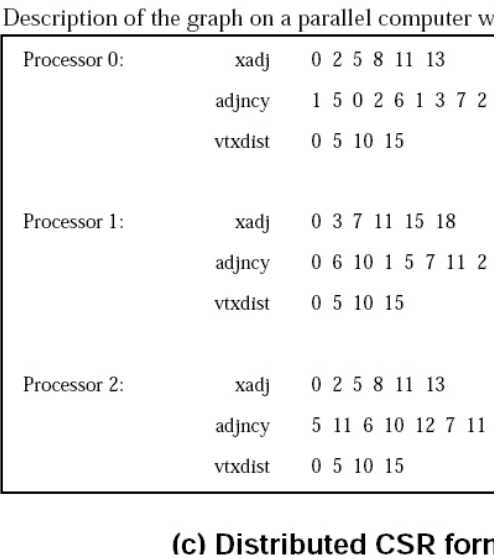 Description of the graph on a parallel computer w
Processor 0: xadj 0 2 5 8 11 13
adjncy 1 5 0 2 6 1 3 7 2
vtxdist 0 5 10 15
Processor 1: xadj 0 3 7 11 15 18
adjncy 0 6 10 1 5 7 11 2
vtxdist 0 5 10 15
Processor 2: xadj 0 2 5 8 11 13
adjncy 5 11 6 10 12 7 11
vtxdist 0 5 10 15
(c) Distributed CSR for